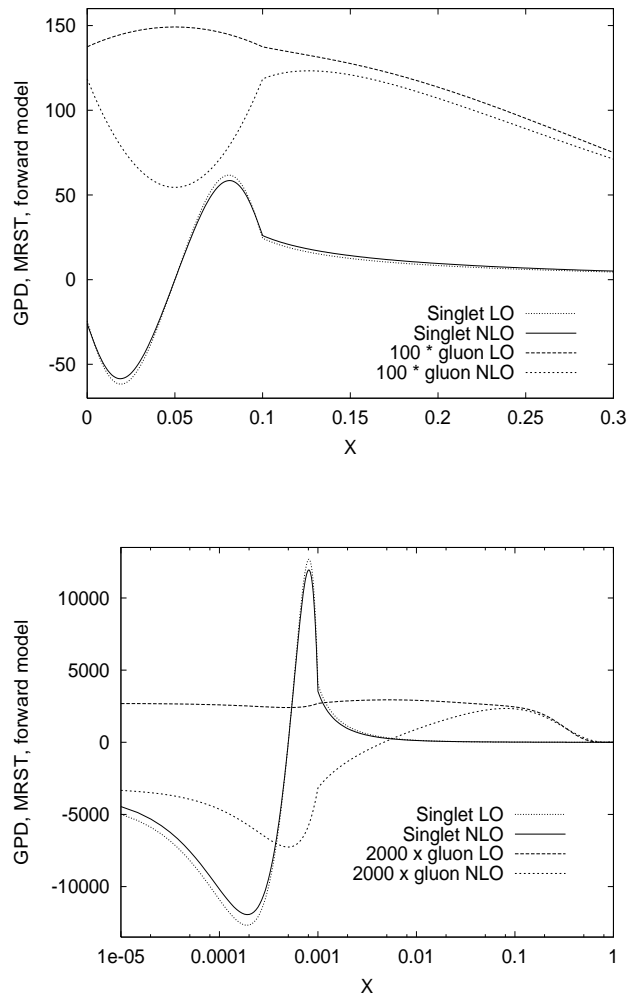 GPD, MRST, forward model
150
100
50
0
-50
Singlet LO
Singlet NLO
100 * gluon LO
100 * gluon NLO
0 0.05 0.1 0.15 0.2 0.25 0.3
X
GPD, MRST, forward model
10000
5000
0
-5000
-10000
Singlet LO
Singlet NLO
2000 x gluon LO
2000 x gluon NLO
1e-05 0.0001 0.001 0.01 0.1 1
X